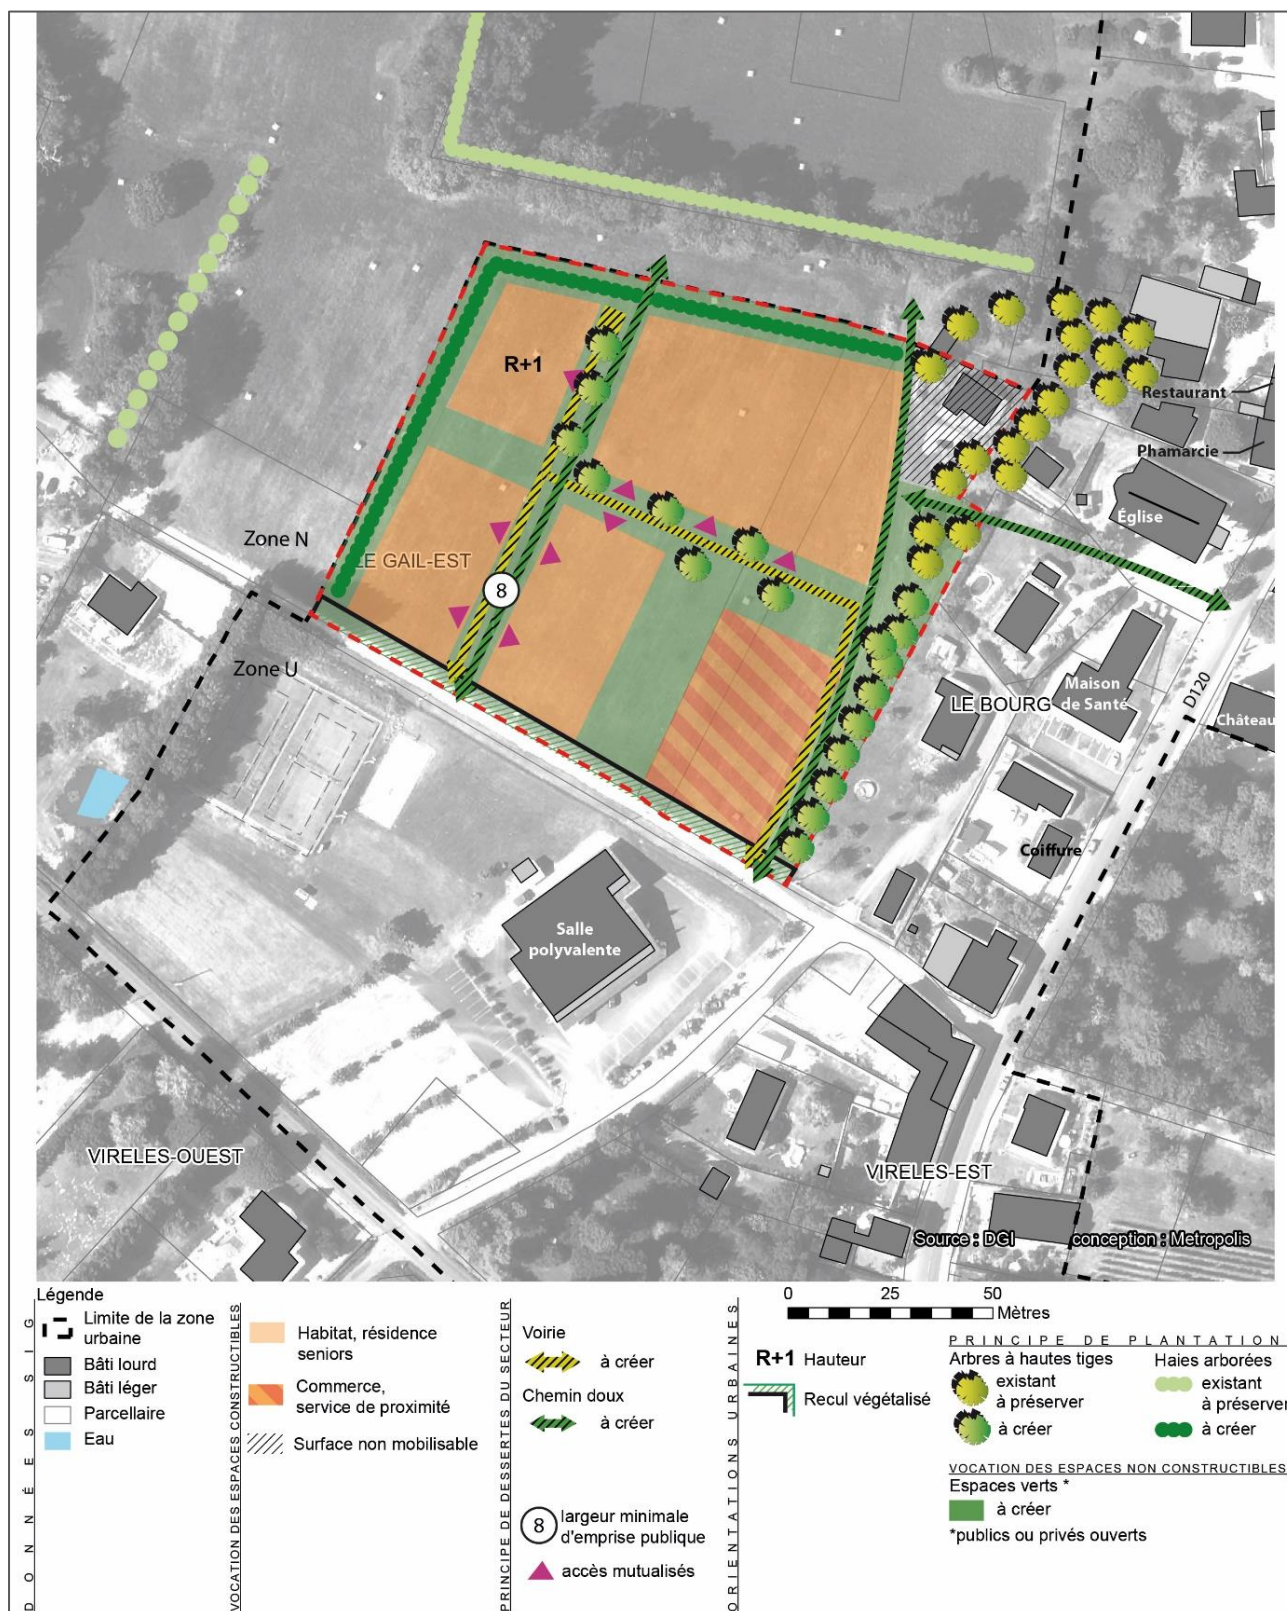 R+1
Restaurant
Phamarcie
Église
Zone N
LE GAIL-EST
8
Zone U
LE BOURG
Maison
de Santé
D120
Château
Coiffure
Salle
polyvalente
VIRELES-OUEST
VIRELES-EST
Source : DGI
conception : Metropolis
Légende
DONNÉES SIG
Limite de la zone
urbaine
Bâti lourd
Bâti léger
Parcellaire
Eau
VOCATION DES ESPACES CONSTRUCTIBLES
Habitat, résidence
seniors
Commerce,
service de proximité
Surface non mobilisable
PRINCIPE DE DESSERTES DU SECTEUR
Voirie
à créer
Chemin doux
à créer
8
largeur minimale
d'emprise publique
accès mutualisés
ORIENTATIONS URBAINES
0 25 50
Mètres
R+1 Hauteur
Recul végétalisé
PRINCIPE DE PLANTATION
Arbres à hautes tiges
existant
à préserver
à créer
Haies arborées
existant
à préserver
à créer
VOCATION DES ESPACES NON CONSTRUCTIBLES
Espaces verts *
à créer
*publics ou privés ouverts